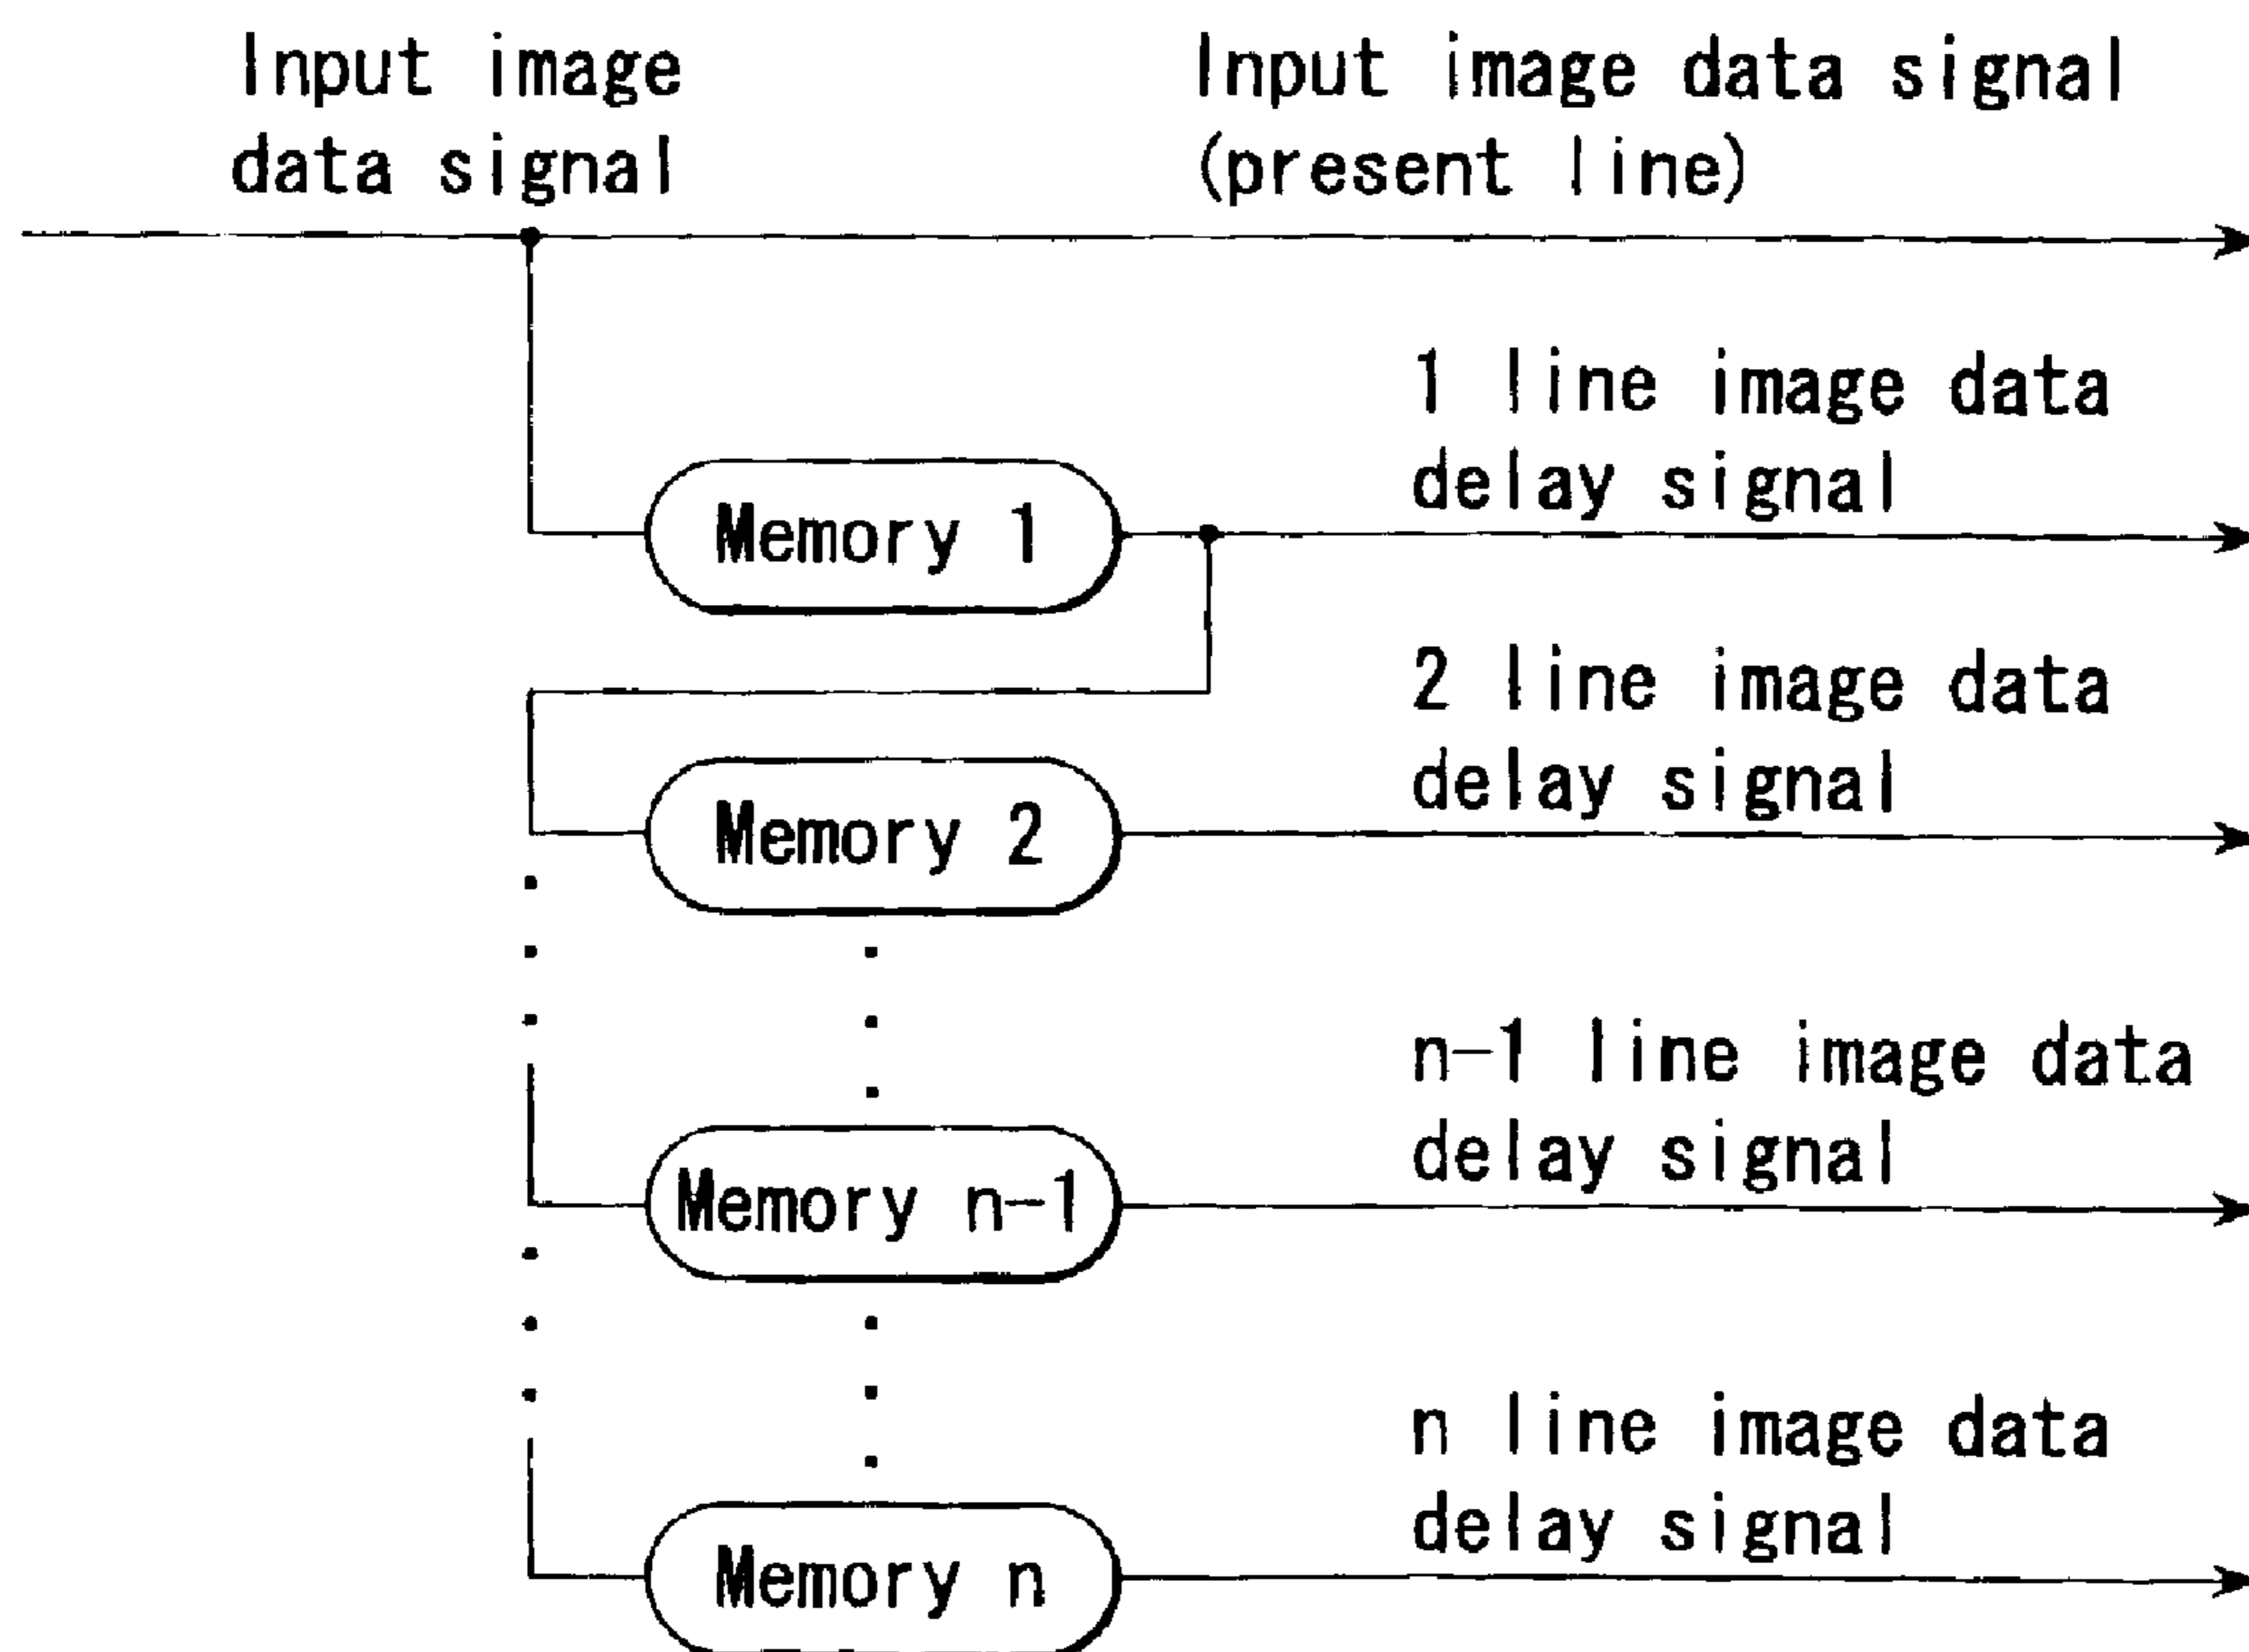 Input image
data signal
Input image data signal
(present line)
1 line image data
delay signal
Memory 1
2 line image data
delay signal
Memory 2
n-1 line image data
delay signal
Memory n-1
n line image data
delay signal
Memory n